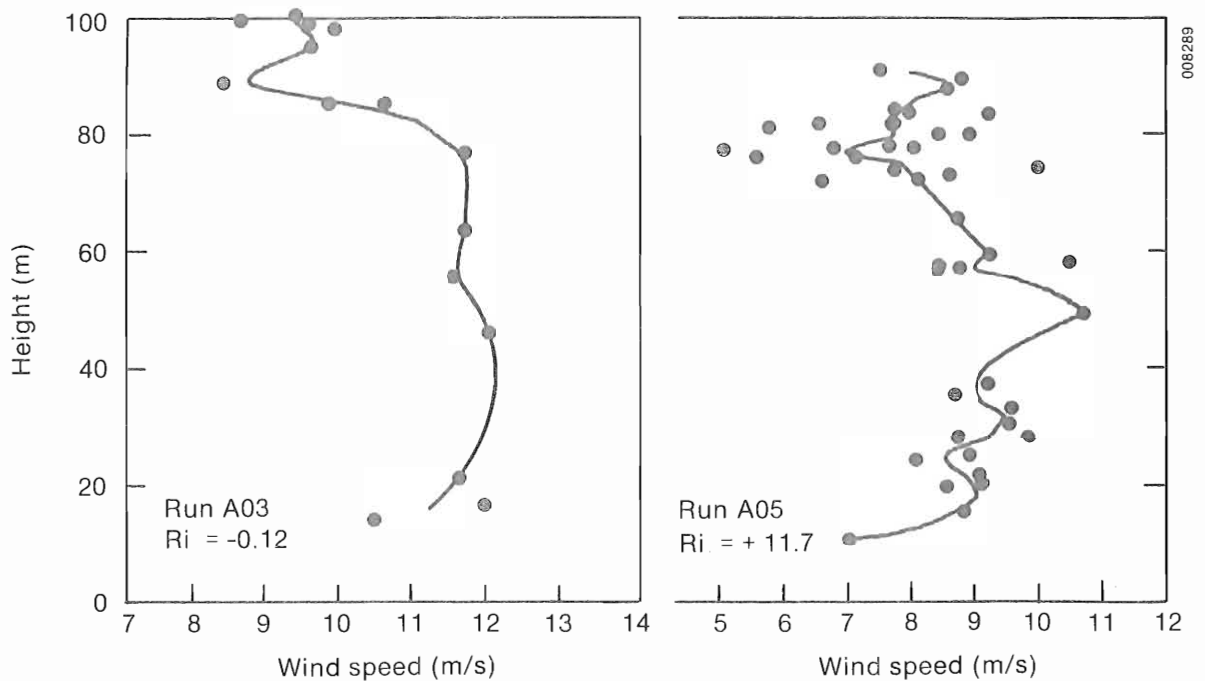 Height (m)
100
80
60
40
20
0
Run A03
Ri = -0.12
7 8 9 10 11 12 13 14
Wind speed (m/s)
Run A05
Ri. = + 11.7
5 6 7 8 9 10 11 12
Wind speed (m/s)
008289